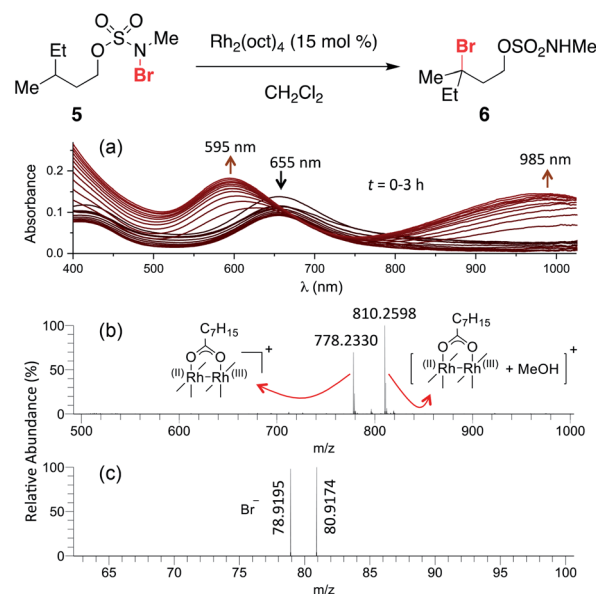 O O
Et
O S N Me
Br
Me
5
Rh₂(oct)₄ (15 mol %)
CH₂Cl₂
Br
OSO₂NHMe
Me
Et
6
(a)
595 nm
655 nm
985 nm
t = 0-3 h
Absorbance
0.2
0.1
0.0
400 500 600 700 800 900 1000
λ (nm)
(b)
810.2598
778.2330
C₇H₁₅
O O
(II) Rh–Rh (III)
+
C₇H₁₅
O O
(II) Rh–Rh (III) + MeOH
+
Relative Abundance (%)
100
50
0
500 600 700 800 900 1000
m/z
(c)
100
50
0
Br⁻
78.9195
80.9174
65 70 75 80 85 90 95 100
m/z